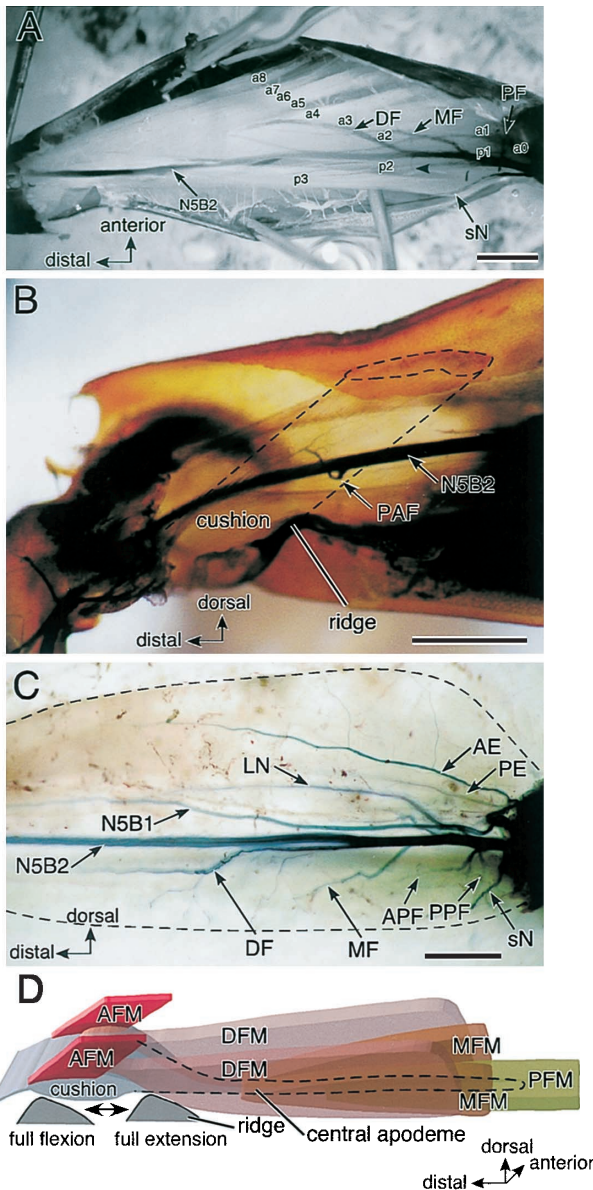 A
PF
a8
a7
a6
a5
a4
a3
DF
MF
a2
a1
a0
p1
p2
p3
N5B2
sN
anterior
distal
B
N5B2
PAF
cushion
dorsal
distal
ridge
C
AE
LN
PE
N5B1
N5B2
dorsal
distal
DF
MF
APF
PPF
sN
D
AFM
DFM
AFM
MFM
DFM
cushion
PFM
MFM
ridge
central apodeme
full flexion
full extension
dorsal
anterior
distal